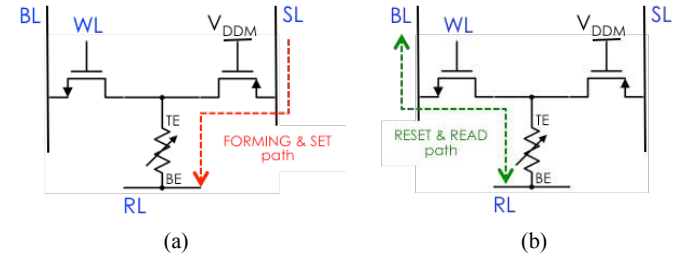 BL
WL
V_DDM
SL
TE
FORMING & SET
path
BE
RL
(a)
BL
WL
V_DDM
SL
TE
RESET & READ
path
BE
RL
(b)